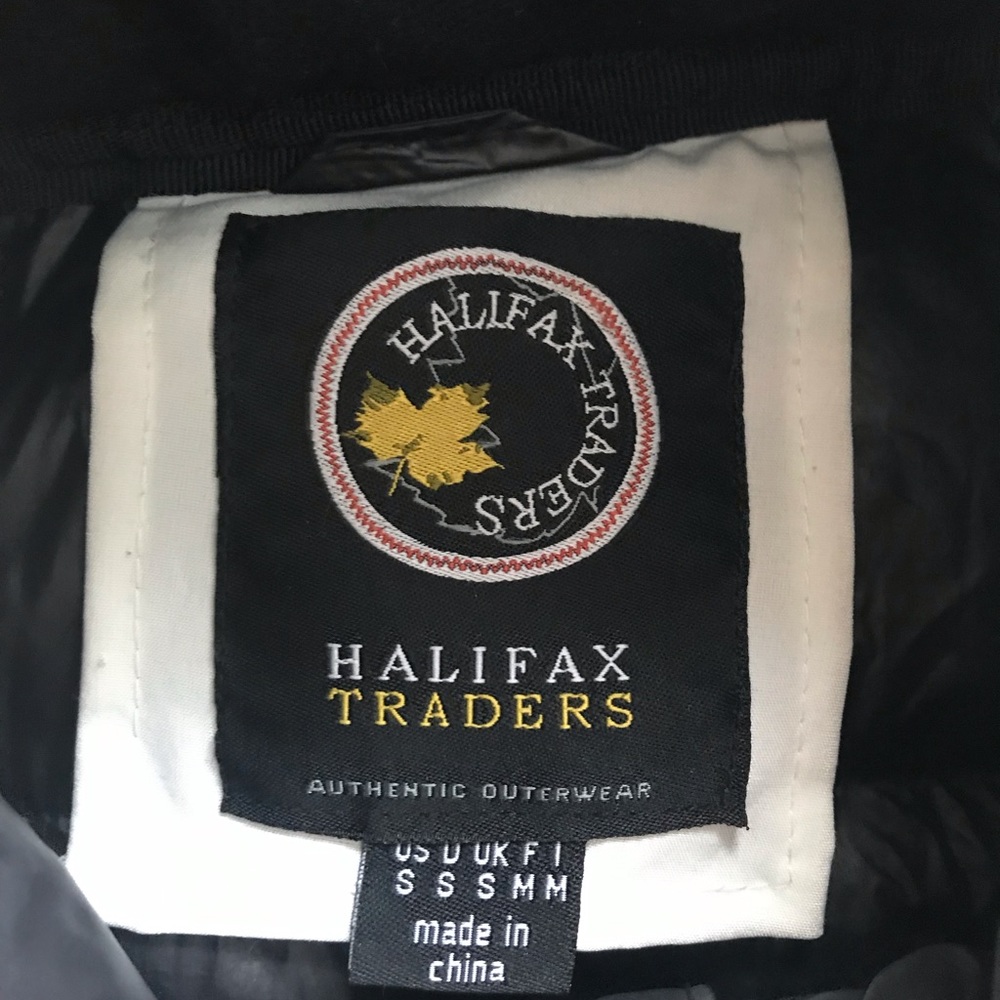 HALIFAX TRADERS
HALIFAX
TRADERS
AUTHENTIC OUTERWEAR
US D UK F I
S S S M M
made in
china